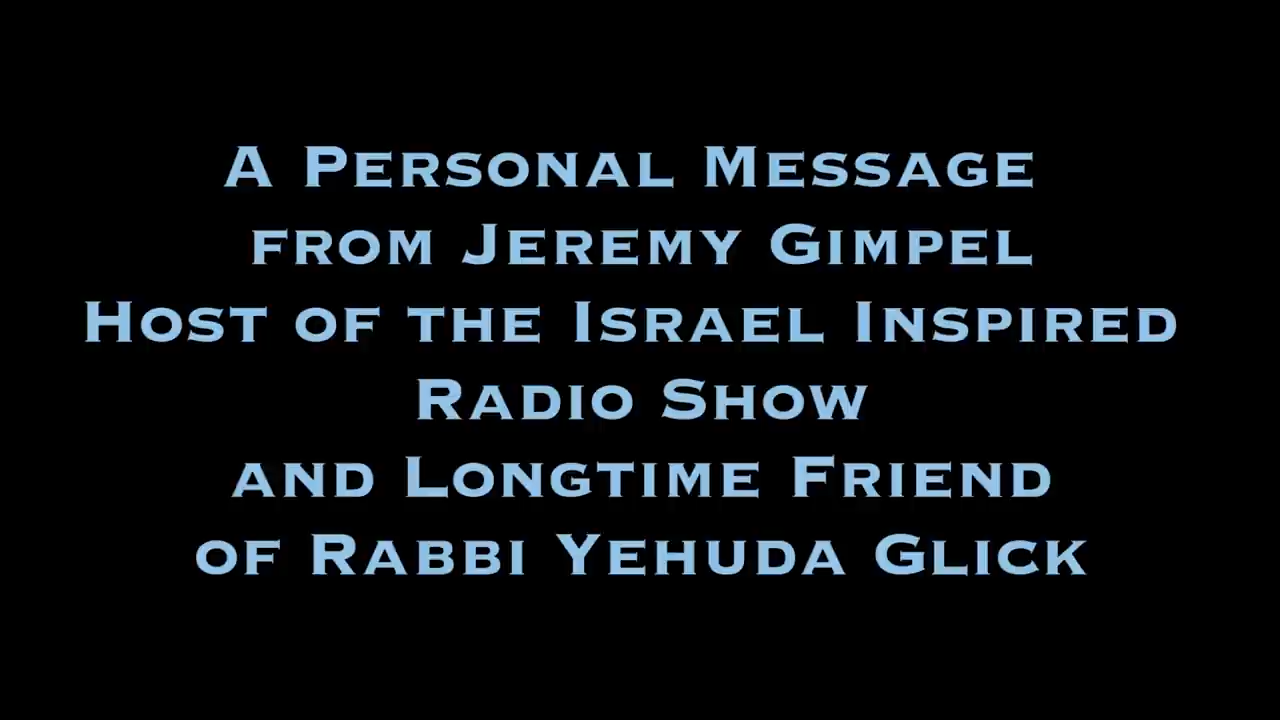 A Personal Message
from Jeremy Gimpel
Host of the Israel Inspired
Radio Show
and Longtime Friend
of Rabbi Yehuda Glick